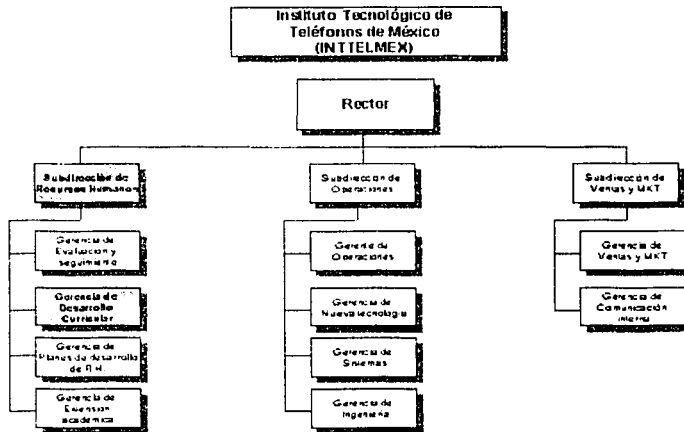 Instituto Tecnológico de
Teléfonos de México
(INTTELMEX)
Rector
Subdirección de
Recursos Humanos
Subdirección de
Operaciones
Subdirección de
Ventas y MKT
Gerencia de
Evaluación y
seguimiento
Gerente de
Operaciones
Gerencia de
Ventas y MKT
Gerencia de
Desarrollo
Curricular
Gerencia de
Nueva tecnología
Gerencia de
Comunicación
interna
Gerencia de
Planes de desarrollo
de R.H.
Gerencia de
Sistemas
Gerencia de
Extensión
académica
Gerencia de
Ingeniería